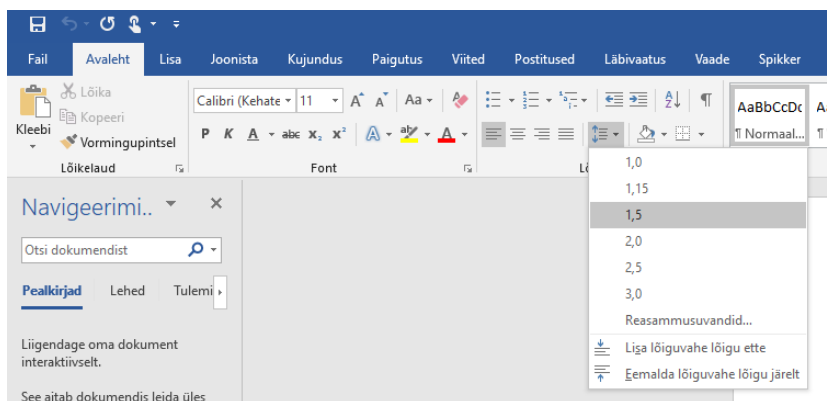 Fail Avaleht Lisa Joonista Kujundus Paigutus Viited Postitused Läbivaatus Vaade Spikker
Kleebi
Lõika
Kopeeri
Vormingupintsel
Lõikelaud
Calibri (Kehate 11 A A Aa
P K A abc x₂ x² A aby A
Font
A Z
¶
AaBbCcDc
¶ Normaal...
¶
1,0
1,15
1,5
2,0
2,5
3,0
Reasammusuvandid...
Lisa lõiguvahe lõigu ette
Eemalda lõiguvahe lõigu järelt
Navigeerimi..
Otsi dokumendist
Pealkirjad Lehed Tulemi
Liigendage oma dokument
interaktiivselt.
See aitab dokumendis leida üles